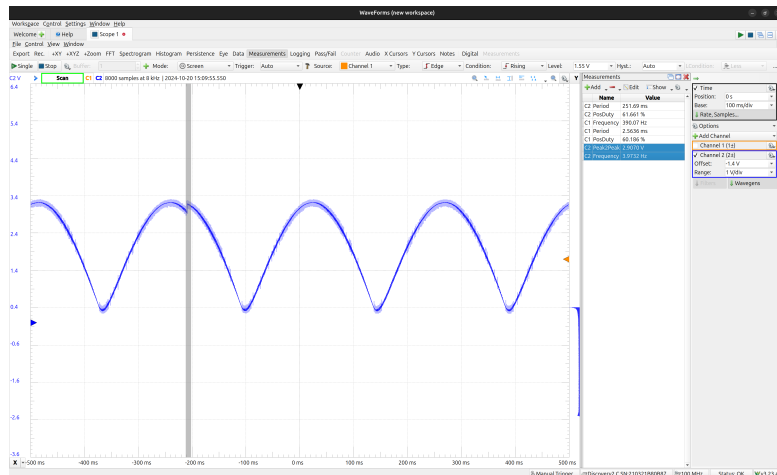 WaveForms (new workspace)
Workspace Control Settings Window Help
Welcome Help Scope 1
File Control View Window
Export Rec. +XY +XYZ +Zoom FFT Spectrogram Histogram Persistence Eye Data Measurements Logging Pass/Fail Counter Audio X Cursors Y Cursors Notes Digital Measurements
Single Stop Buffer: Mode: Screen Trigger: Auto Source: Channel 1 Type: Edge Condition: Rising Level: 1.55 V Hyst.: Auto
C2 V Scan C1 C2 8000 samples at 8 kHz | 2024-10-20 15:09:55.550 Y
6.4
5.4
4.4
3.4
2.4
1.4
0.4
-0.6
-1.6
-2.6
-3.6
X -500 ms -400 ms -300 ms -200 ms -100 ms 0 ms 100 ms 200 ms 300 ms 400 ms 500 ms
Measurements
Add Edit Show
Name Value
C2 Period 251.69 ms
C2 PosDuty 61.661 %
C1 Frequency 390.07 Hz
C1 Period 2.5636 ms
C1 PosDuty 60.186 %
C2 Peak2Peak 2.9070 V
C2 Frequency 3.9732 Hz
Time
Position: 0 s
Base: 100 ms/div
Rate, Samples...
Options
Add Channel
Channel 1 (1±)
Channel 2 (2±)
Offset: -1.4 V
Range: 1 V/div
Wavegens
Manual Trigger
Status: OK